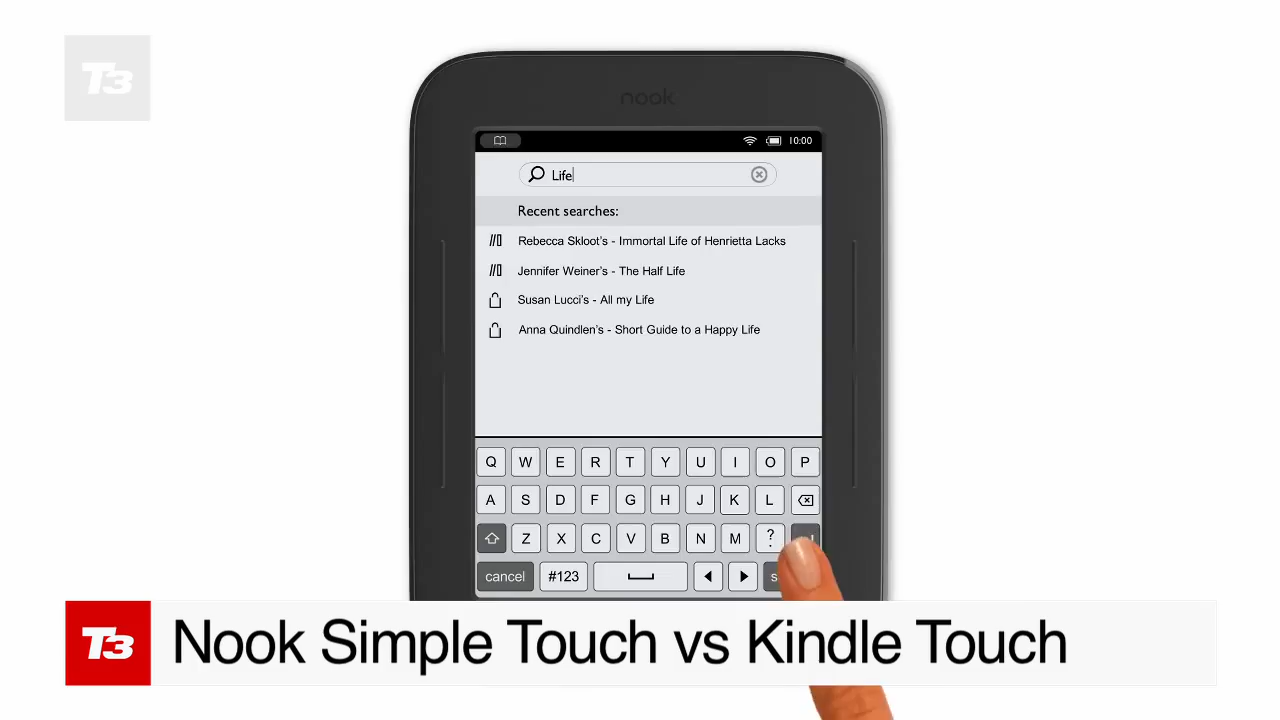 T3
nook
10:00
Life
Recent searches:
Rebecca Skloot's - Immortal Life of Henrietta Lacks
Jennifer Weiner's - The Half Life
Susan Lucci's - All my Life
Anna Quindlen's - Short Guide to a Happy Life
Q W E R T Y U I O P
A S D F G H J K L
Z X C V B N M ? .
cancel #123 s
T3 Nook Simple Touch vs Kindle Touch